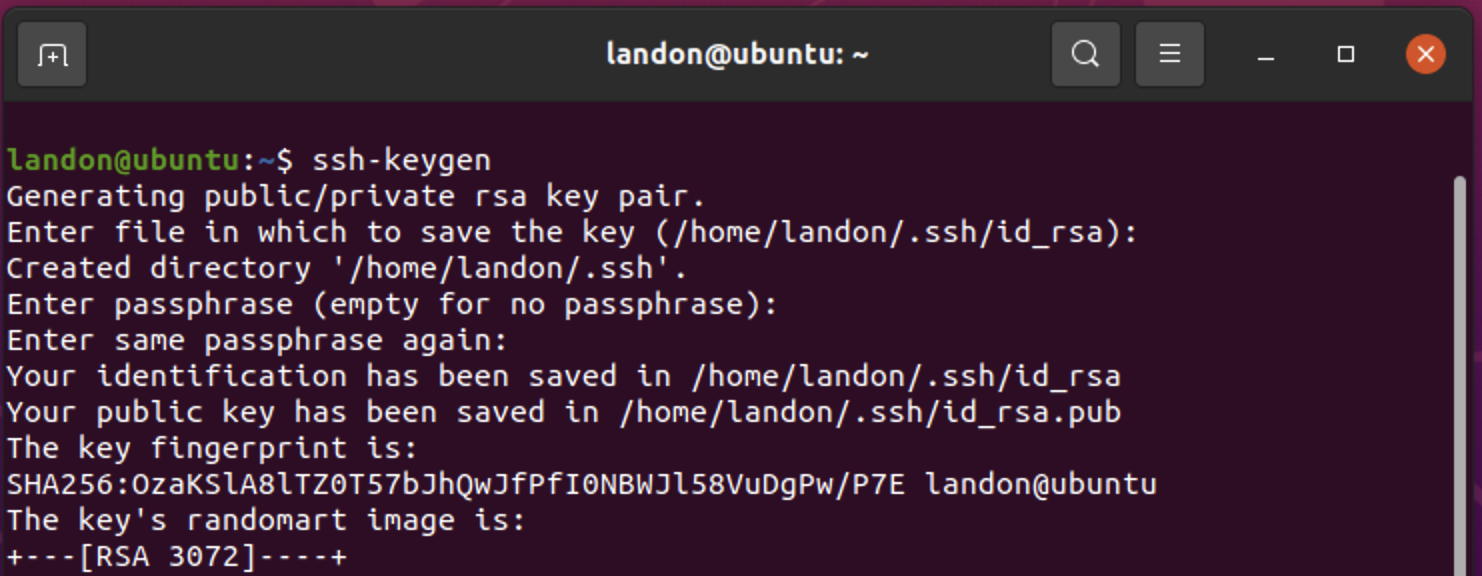 landon@ubuntu: ~
landon@ubuntu:~$ ssh-keygen
Generating public/private rsa key pair.
Enter file in which to save the key (/home/landon/.ssh/id_rsa):
Created directory '/home/landon/.ssh'.
Enter passphrase (empty for no passphrase):
Enter same passphrase again:
Your identification has been saved in /home/landon/.ssh/id_rsa
Your public key has been saved in /home/landon/.ssh/id_rsa.pub
The key fingerprint is:
SHA256:OzaKSlA8lTZ0T57bJhQwJfPfI0NBWJl58VuDgPw/P7E landon@ubuntu
The key's randomart image is:
+---[RSA 3072]----+